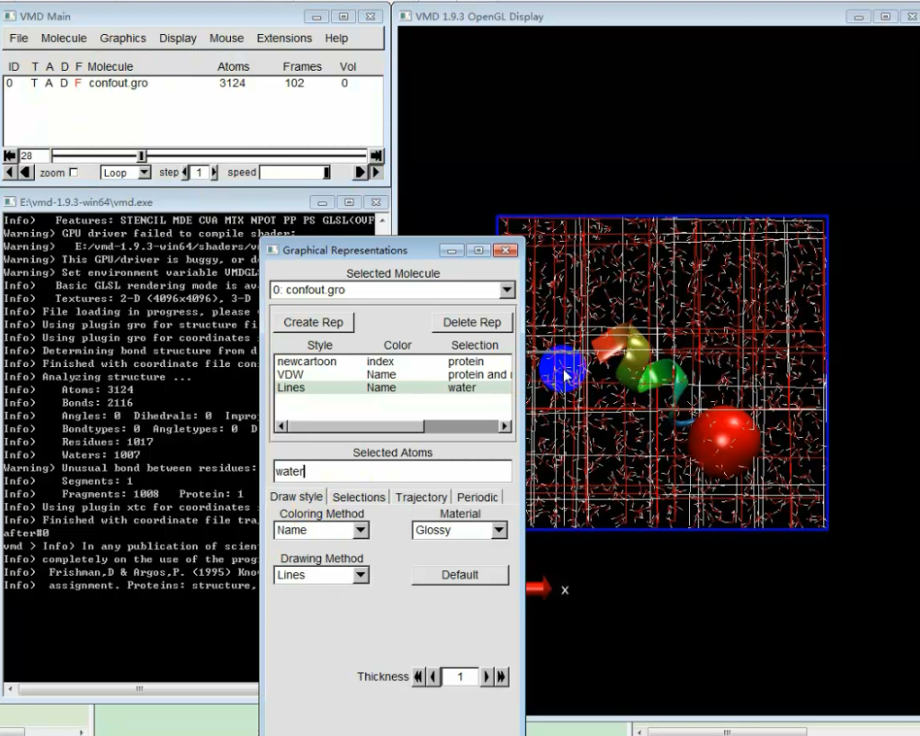 VMD Main
File Molecule Graphics Display Mouse Extensions Help
ID T A D F Molecule Atoms Frames Vol
0 T A D F confout.gro 3124 102 0
28
zoom Loop step 1 speed
VMD 1.9.3 OpenGL Display
E:\vmd-1.9.3-win64\vmd.exe
Info) Features: STENCIL MDE CVA MTX NPOT PP PS GLSL(OVF
Warning) GPU driver failed to compile shader:
Warning) E:/vmd-1.9.3-win64/shaders/v
Warning) This GPU/driver is buggy, or d
Warning) Set environment variable VMDGL
Info) Basic GLSL rendering mode is av
Info) Textures: 2-D (4096x4096), 3-D
Info) File loading in progress, please
Info) Using plugin gro for structure fi
Info) Using plugin gro for coordinates
Info) Determining bond structure from d
Info) Finished with coordinate file con
Info) Analyzing structure ...
Info) Atoms: 3124
Info) Bonds: 2116
Info) Angles: 0 Dihedrals: 0 Impro
Info) Bondtypes: 0 Angletypes: 0 D
Info) Residues: 1017
Info) Waters: 1007
Warning) Unusual bond between residues:
Info) Segments: 1
Info) Fragments: 1008 Protein: 1
Info) Using plugin xtc for coordinates
Info) Finished with coordinate file tra
after#0
vmd > Info) In any publication of scien
Info) completely on the use of the prog
Info) Frishman,D & Argos,P. (1995) Kno
Info) assignment. Proteins: structure,
Graphical Representations
Selected Molecule
0: confout.gro
Create Rep Delete Rep
Style Color Selection
newcartoon index protein
VDW Name protein and
Lines Name water
Selected Atoms
water
Draw style Selections Trajectory Periodic
Coloring Method Material
Name Glossy
Drawing Method
Lines Default
Thickness 1
x